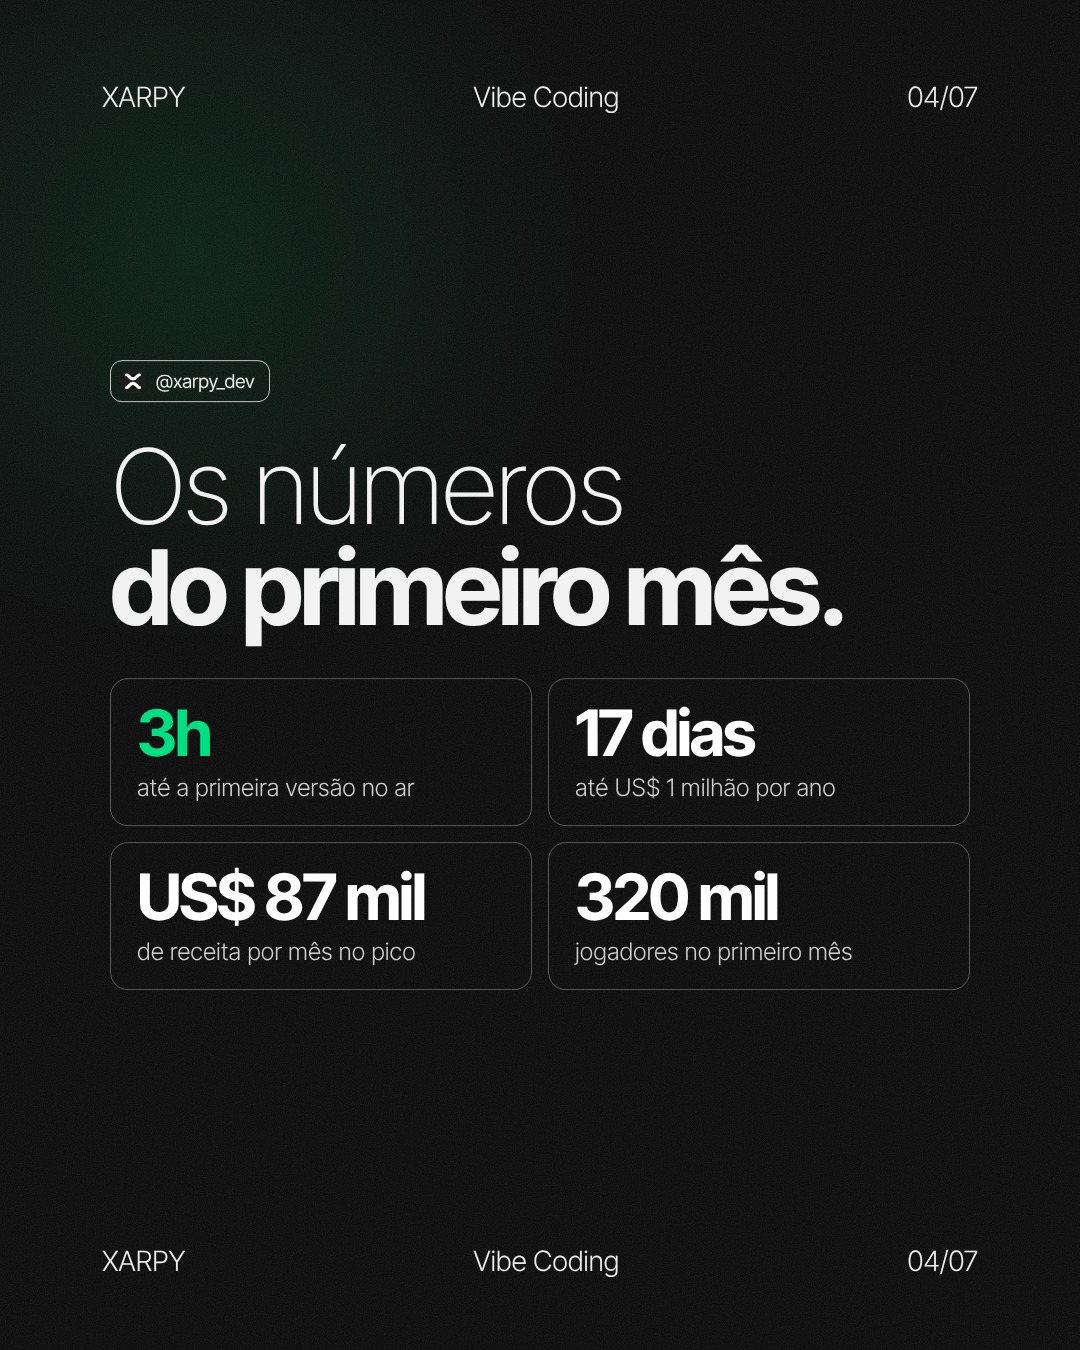 XARPY
Vibe Coding
04/07
@xarpy_dev
Os números
do primeiro mês.
3h
até a primeira versão no ar
17 dias
até US$ 1 milhão por ano
US$ 87 mil
de receita por mês no pico
320 mil
jogadores no primeiro mês
XARPY
Vibe Coding
04/07